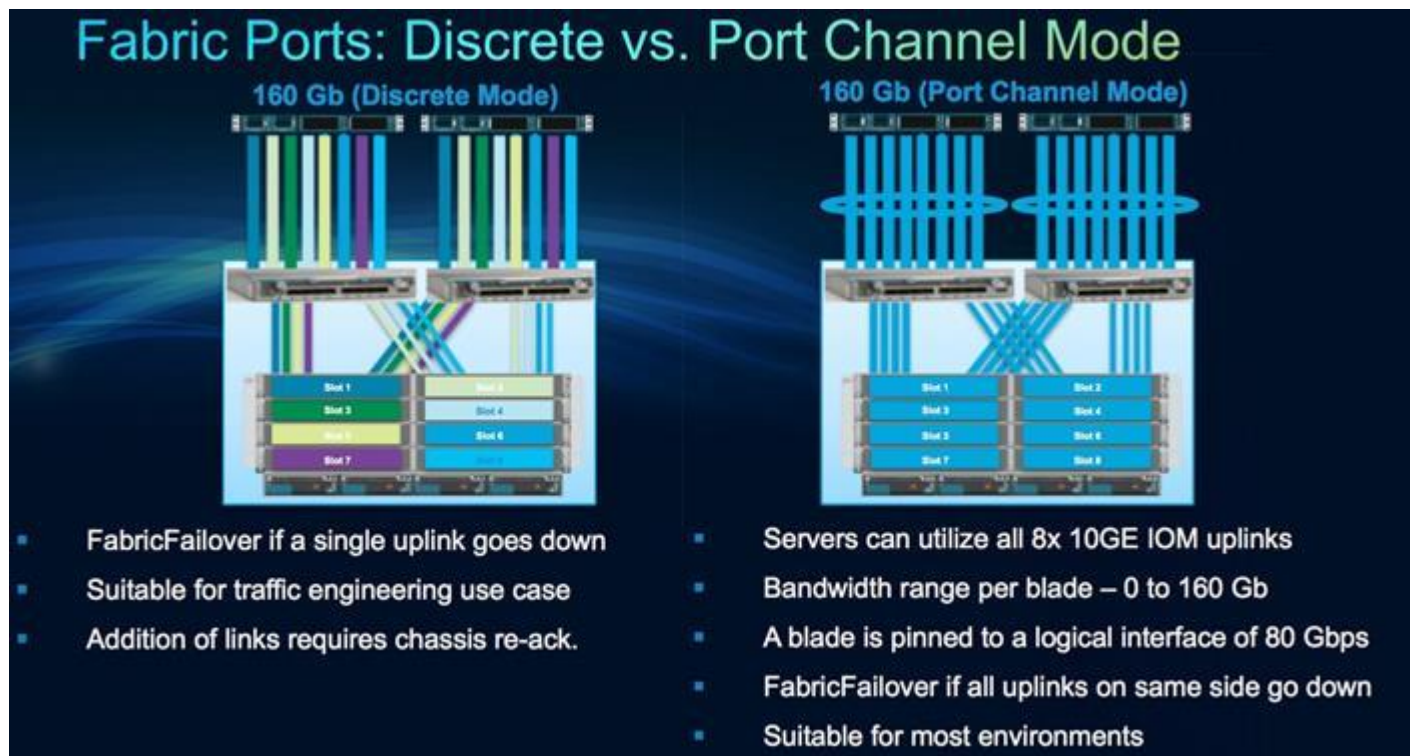 Fabric Ports: Discrete vs. Port Channel Mode
160 Gb (Discrete Mode)
160 Gb (Port Channel Mode)
Slot 1
Slot 3
Slot 4
Slot 6
Slot 7
Slot 1
Slot 2
Slot 3
Slot 4
Slot 6
Slot 7
Slot 8
FabricFailover if a single uplink goes down
Suitable for traffic engineering use case
Addition of links requires chassis re-ack.
Servers can utilize all 8x 10GE IOM uplinks
Bandwidth range per blade – 0 to 160 Gb
A blade is pinned to a logical interface of 80 Gbps
FabricFailover if all uplinks on same side go down
Suitable for most environments